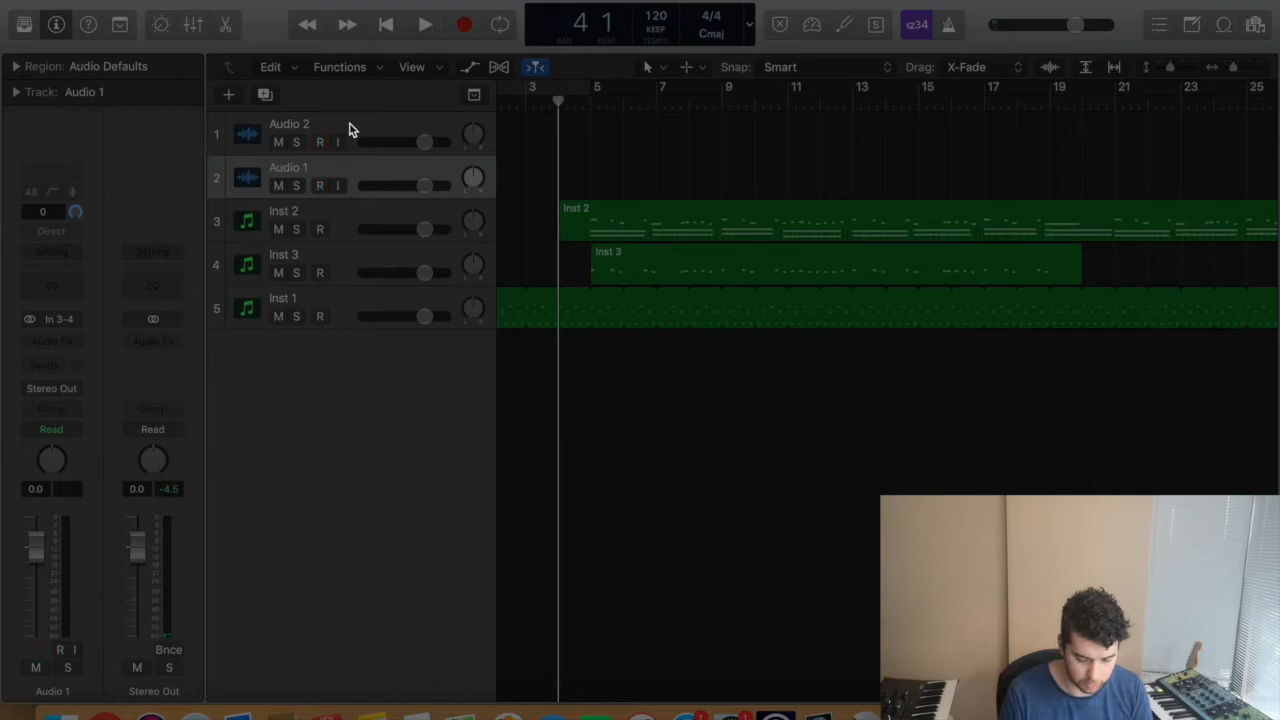 4 1
BAR BEAT
120
KEEP
TEMPO
4/4
Cmaj
S
1234
Region: Audio Defaults
Edit
Functions
View
Snap: Smart
Drag: X-Fade
Track: Audio 1
3 5 7 9 11 13 15 17 19 21 23 25
1
Audio 2
M S R I
L R
2
Audio 1
M S R I
L R
3
Inst 2
M S R
L R
4
Inst 3
M S R
L R
5
Inst 1
M S R
L R
Inst 2
Inst 3
48
0
Direct
Setting
Setting
EQ
EQ
In 3-4
Audio FX
Audio FX
Sends
Stereo Out
Group
Group
Read
Read
0.0
0.0 -4.5
R I
Bnce
M S
M S
Audio 1
Stereo Out